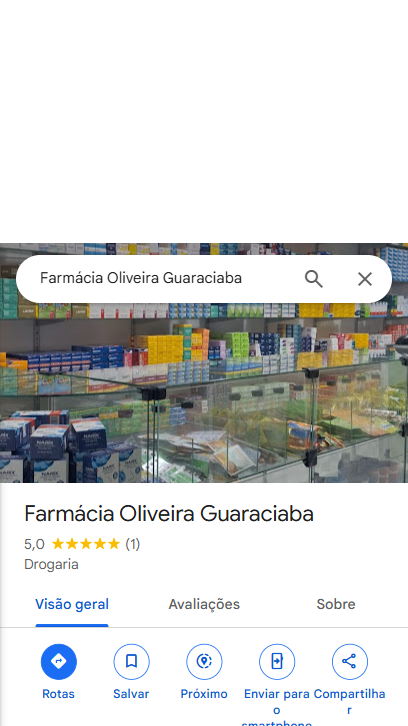 Farmácia Oliveira Guaraciaba
Farmácia Oliveira Guaraciaba
5,0 ★★★★★ (1)
Drogaria
Visão geral Avaliações Sobre
Rotas Salvar Próximo Enviar para o smartphone Compartilhar